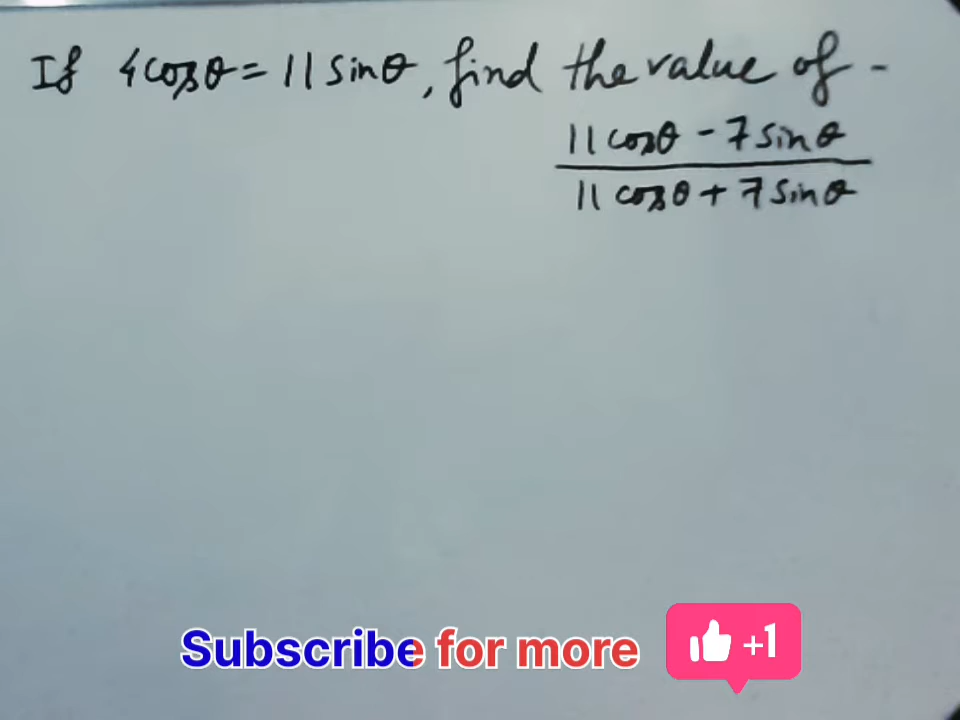 If 4cosθ = 11 sinθ, find the value of -
11 cosθ - 7 sinθ
11 cosθ + 7 sinθ
Subscribe for more
+1